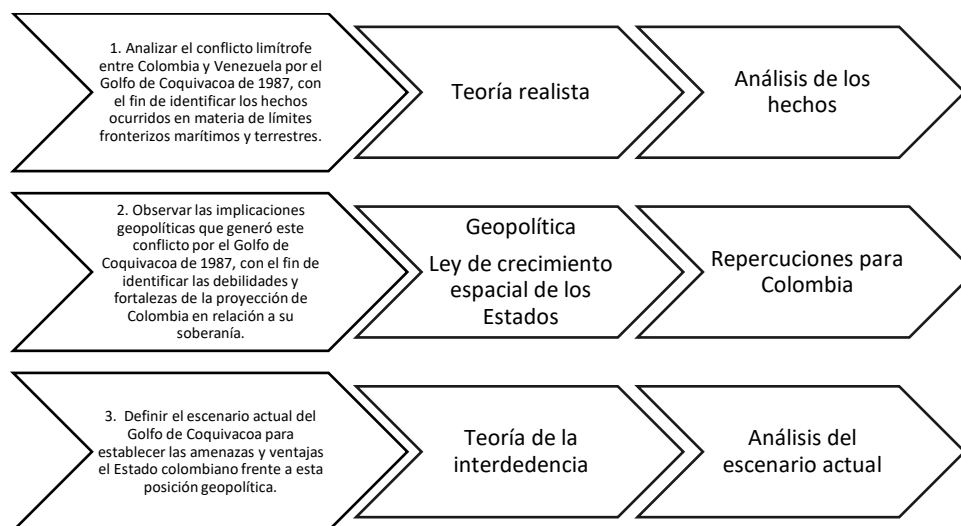 1. Analizar el conflicto limítrofe
entre Colombia y Venezuela por el
Golfo de Coquivacoa de 1987, con
el fin de identificar los hechos
ocurridos en materia de límites
fronterizos marítimos y terrestres.
Teoría realista
Análisis de los
hechos
2. Observar las implicaciones
geopolíticas que generó este
conflicto por el Golfo de
Coquivacoa de 1987, con el fin de
identificar las debilidades y
fortalezas de la proyección de
Colombia en relación a su
soberanía.
Geopolítica
Ley de crecimiento
espacial de los
Estados
Repercuciones para
Colombia
3. Definir el escenario actual del
Golfo de Coquivacoa para
establecer las amenazas y ventajas
el Estado colombiano frente a esta
posición geopolítica.
Teoría de la
interdedencia
Análisis del
escenario actual